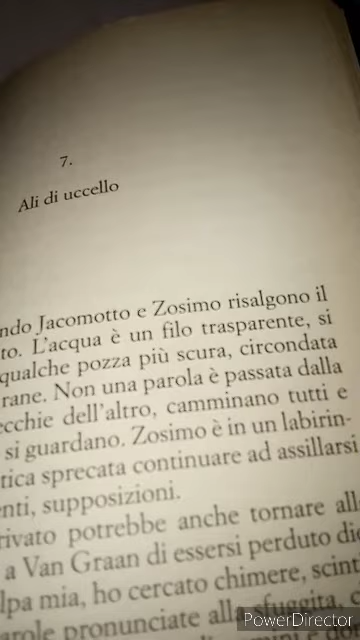 7.
Ali di uccello
ndo Jacomotto e Zosimo risalgono il
to. L'acqua è un filo trasparente, si
qualche pozza più scura, circondata
rane. Non una parola è passata dalla
ecchie dell'altro, camminano tutti e
si guardano. Zosimo è in un labirin-
tica sprecata continuare ad assillarsi
nti, supposizioni.
rivato potrebbe anche tornare all
a Van Graan di essersi perduto die
lpa mia, ho cercato chimere, scint
arole pronunciate alla sfuggita, c
PowerDirector